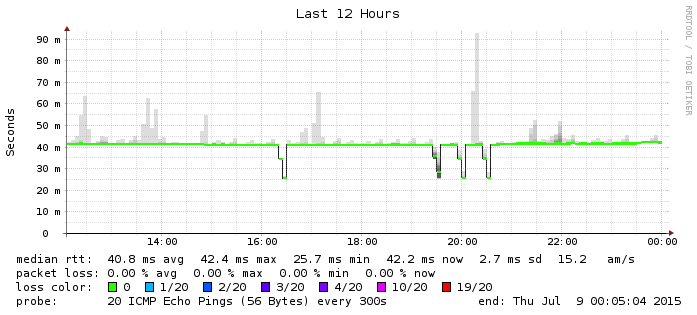 Last 12 Hours
RRDTOOL / TOBI OETIKER
Seconds
90 m
80 m
70 m
60 m
50 m
40 m
30 m
20 m
10 m
0
14:00 16:00 18:00 20:00 22:00 00:00
median rtt: 40.8 ms avg 42.4 ms max 25.7 ms min 42.2 ms now 2.7 ms sd 15.2 am/s
packet loss: 0.00 % avg 0.00 % max 0.00 % min 0.00 % now
loss color: 0 1/20 2/20 3/20 4/20 10/20 19/20
probe: 20 ICMP Echo Pings (56 Bytes) every 300s end: Thu Jul 9 00:05:04 2015